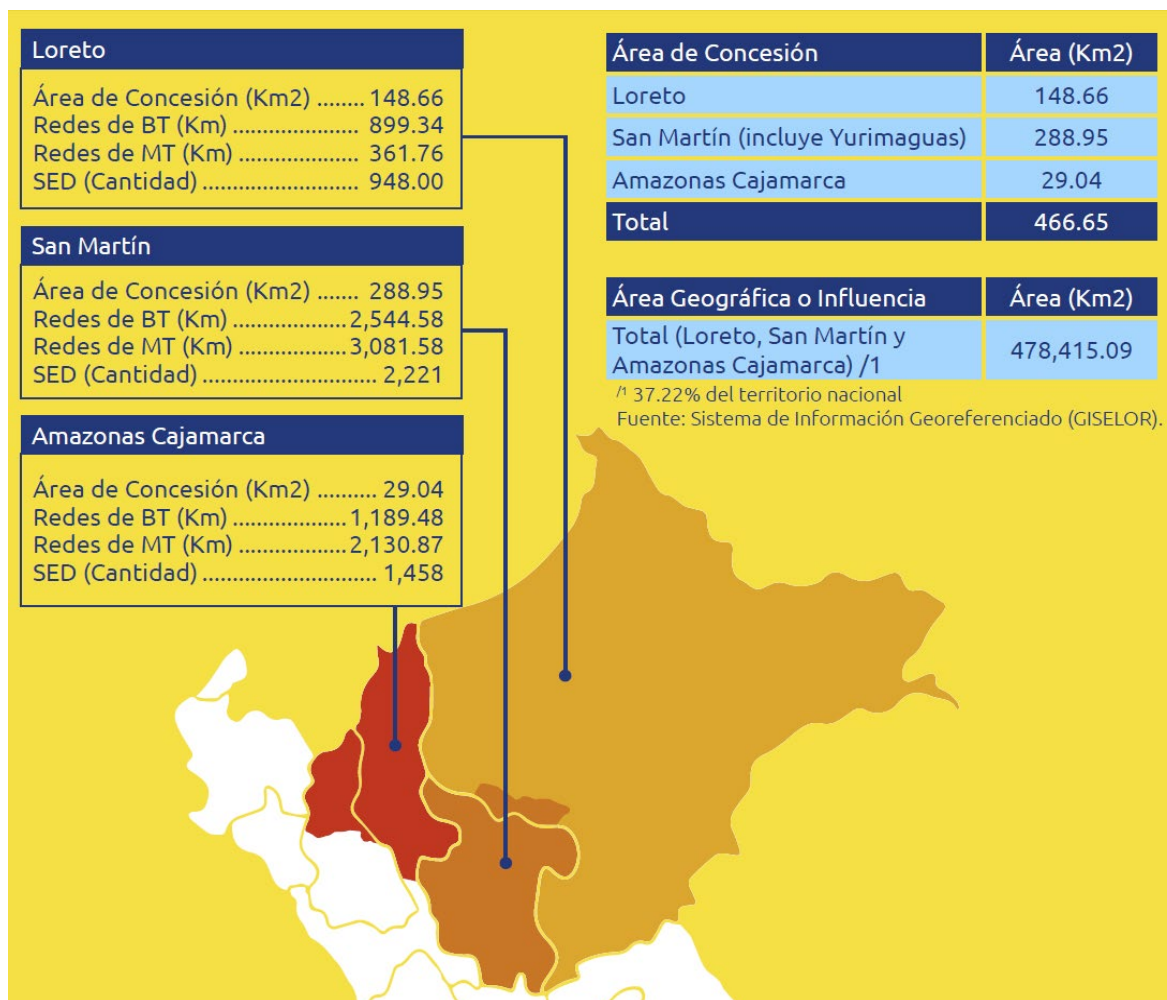 Loreto
Área de Concesión (Km2) ........ 148.66
Redes de BT (Km) ..................... 899.34
Redes de MT (Km) .................... 361.76
SED (Cantidad) ......................... 948.00
San Martín
Área de Concesión (Km2) ....... 288.95
Redes de BT (Km) ..................2,544.58
Redes de MT (Km) ..................3,081.58
SED (Cantidad) ............................ 2,221
Amazonas Cajamarca
Área de Concesión (Km2) .......... 29.04
Redes de BT (Km) ..................1,189.48
Redes de MT (Km) ..................2,130.87
SED (Cantidad) ............................ 1,458
Área de Concesión Área (Km2)
Loreto 148.66
San Martín (incluye Yurimaguas) 288.95
Amazonas Cajamarca 29.04
Total 466.65
Área Geográfica o Influencia Área (Km2)
Total (Loreto, San Martín y
Amazonas Cajamarca) /1 478,415.09
/1 37.22% del territorio nacional
Fuente: Sistema de Información Georeferenciado (GISELOR).